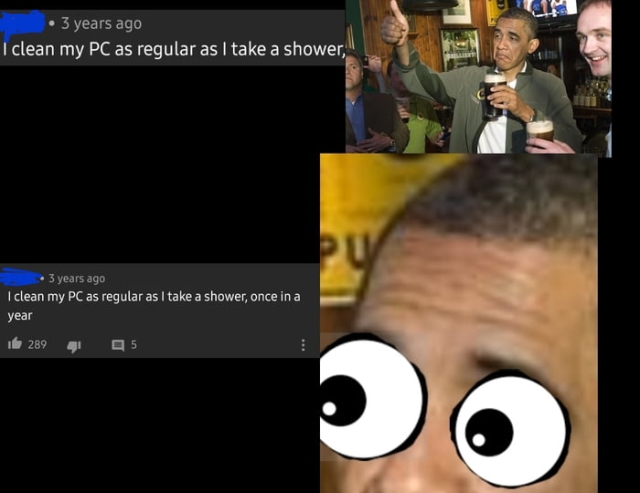 • 3 years ago
I clean my PC as regular as I take a shower,
PU
• 3 years ago
I clean my PC as regular as I take a shower, once in a
year
289
5